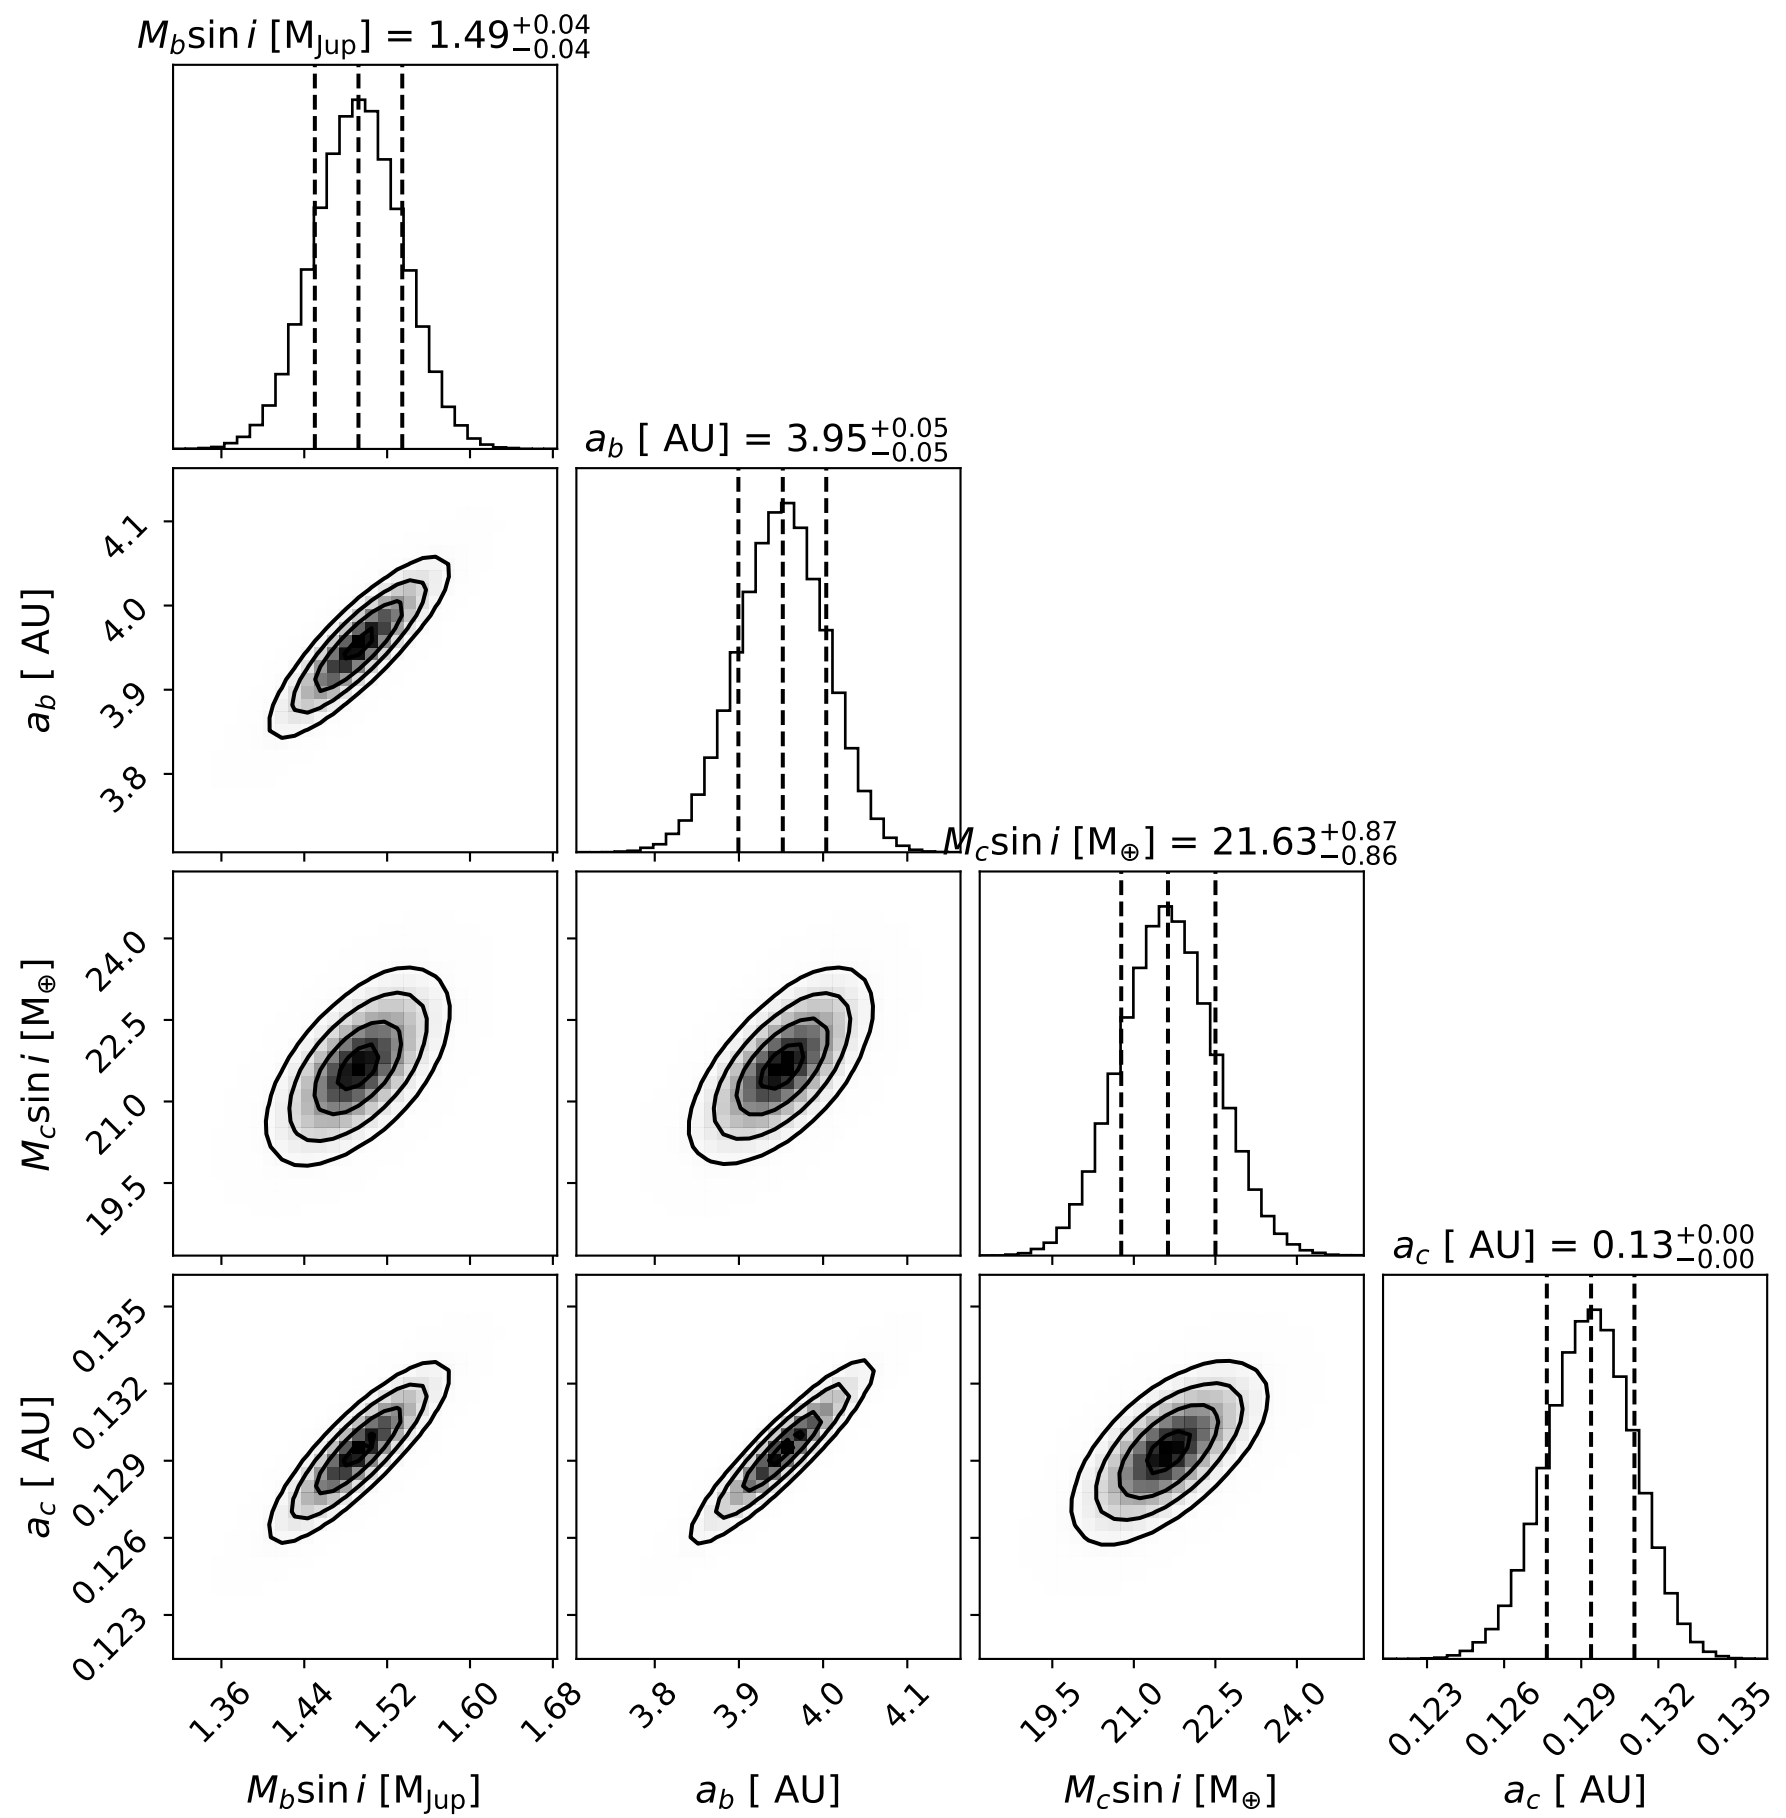 M_b sin i [M_Jup] = 1.49^{+0.04}_{−0.04}
a_b [ AU] = 3.95^{+0.05}_{−0.05}
4.1
4.0
3.9
3.8
a_b [ AU]
M_c sin i [M_⊕] = 21.63^{+0.87}_{−0.86}
24.0
22.5
21.0
19.5
M_c sin i [M_⊕]
a_c [ AU] = 0.13^{+0.00}_{−0.00}
0.135
0.132
0.129
0.126
0.123
a_c [ AU]
1.36 1.44 1.52 1.60 1.68 3.8 3.9 4.0 4.1 19.5 21.0 22.5 24.0 0.123 0.126 0.129 0.132 0.135
M_b sin i [M_Jup] a_b [ AU] M_c sin i [M_⊕] a_c [ AU]